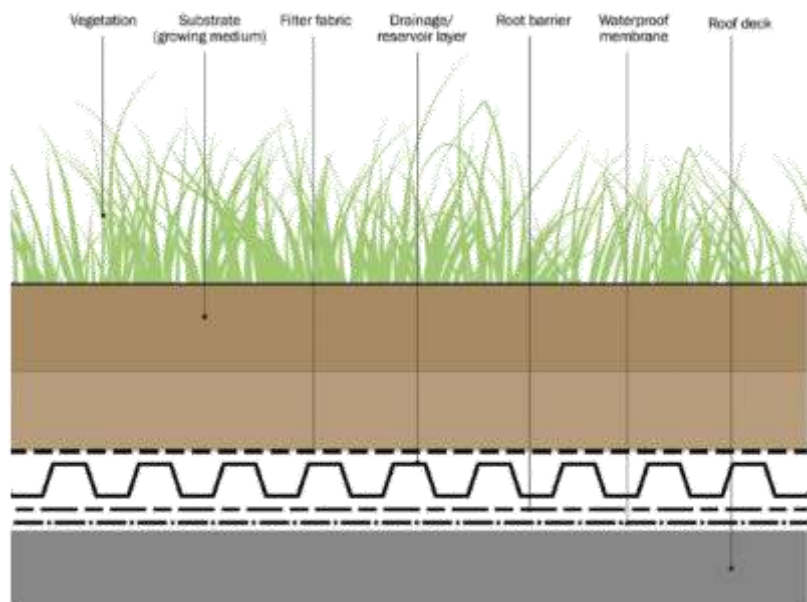 Vegetation
Substrate
(growing medium)
Filter fabric
Drainage/
reservoir layer
Root barrier
Waterproof
membrane
Roof deck